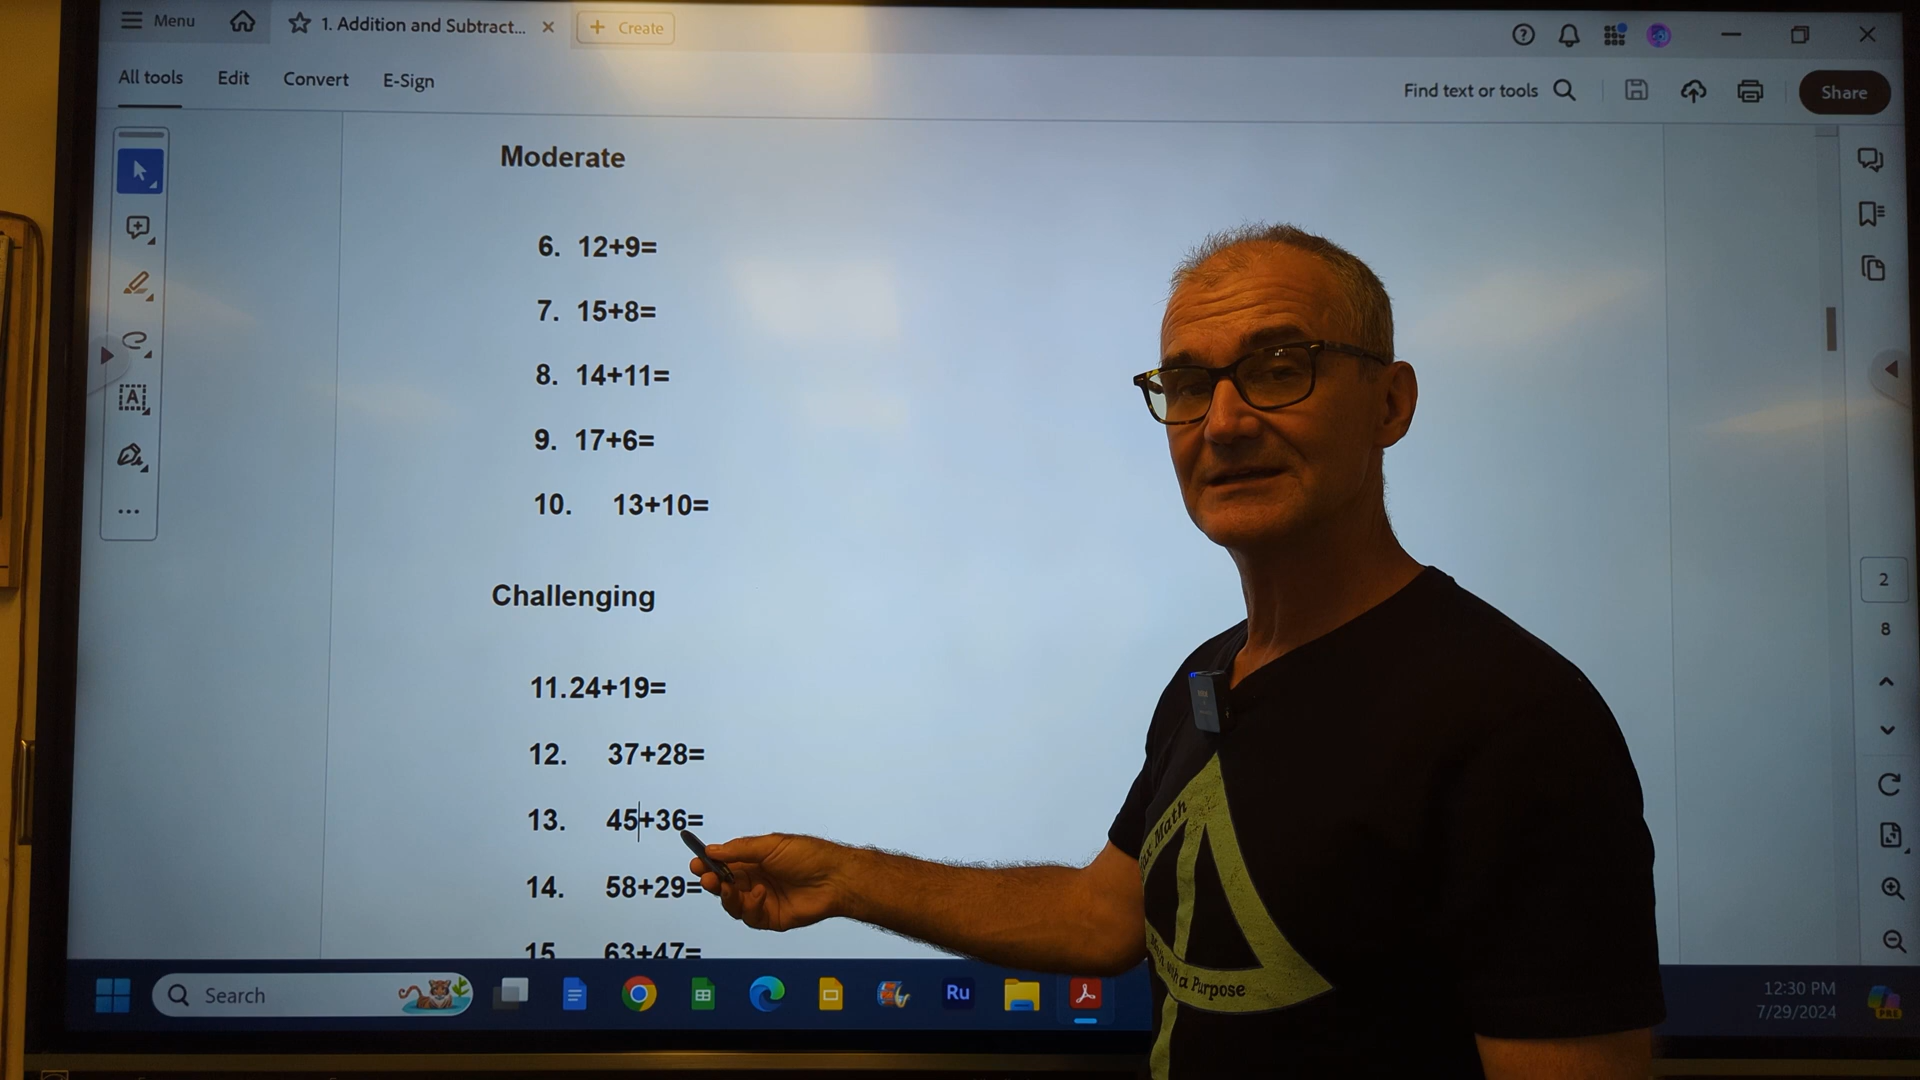 Menu
1. Addition and Subtract...
Create
All tools
Edit
Convert
E-Sign
Find text or tools
Share
Moderate
6. 12+9=
7. 15+8=
8. 14+11=
9. 17+6=
10. 13+10=
Challenging
11.24+19=
12. 37+28=
13. 45+36=
14. 58+29=
15 63+47=
2
8
Math
Math with a Purpose
Search
Ru
12:30 PM
7/29/2024
PRE